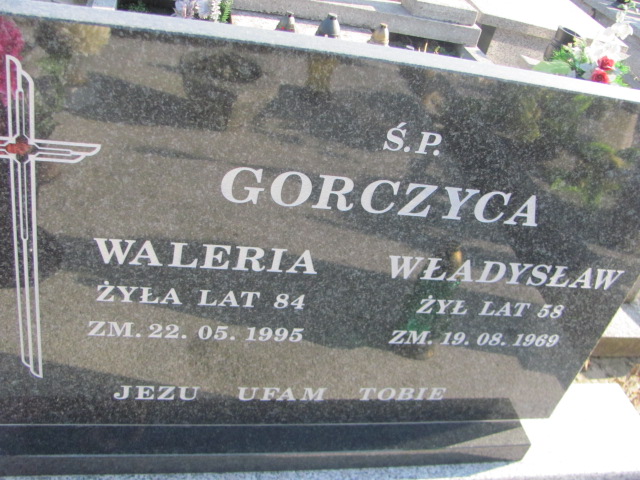 Ś.P.
GORCZYCA
WALERIA
ŻYŁA LAT 84
ZM. 22. 05. 1995
WŁADYSŁAW
ŻYŁ LAT 58
ZM. 19. 08. 1969
JEZU UFAM TOBIE